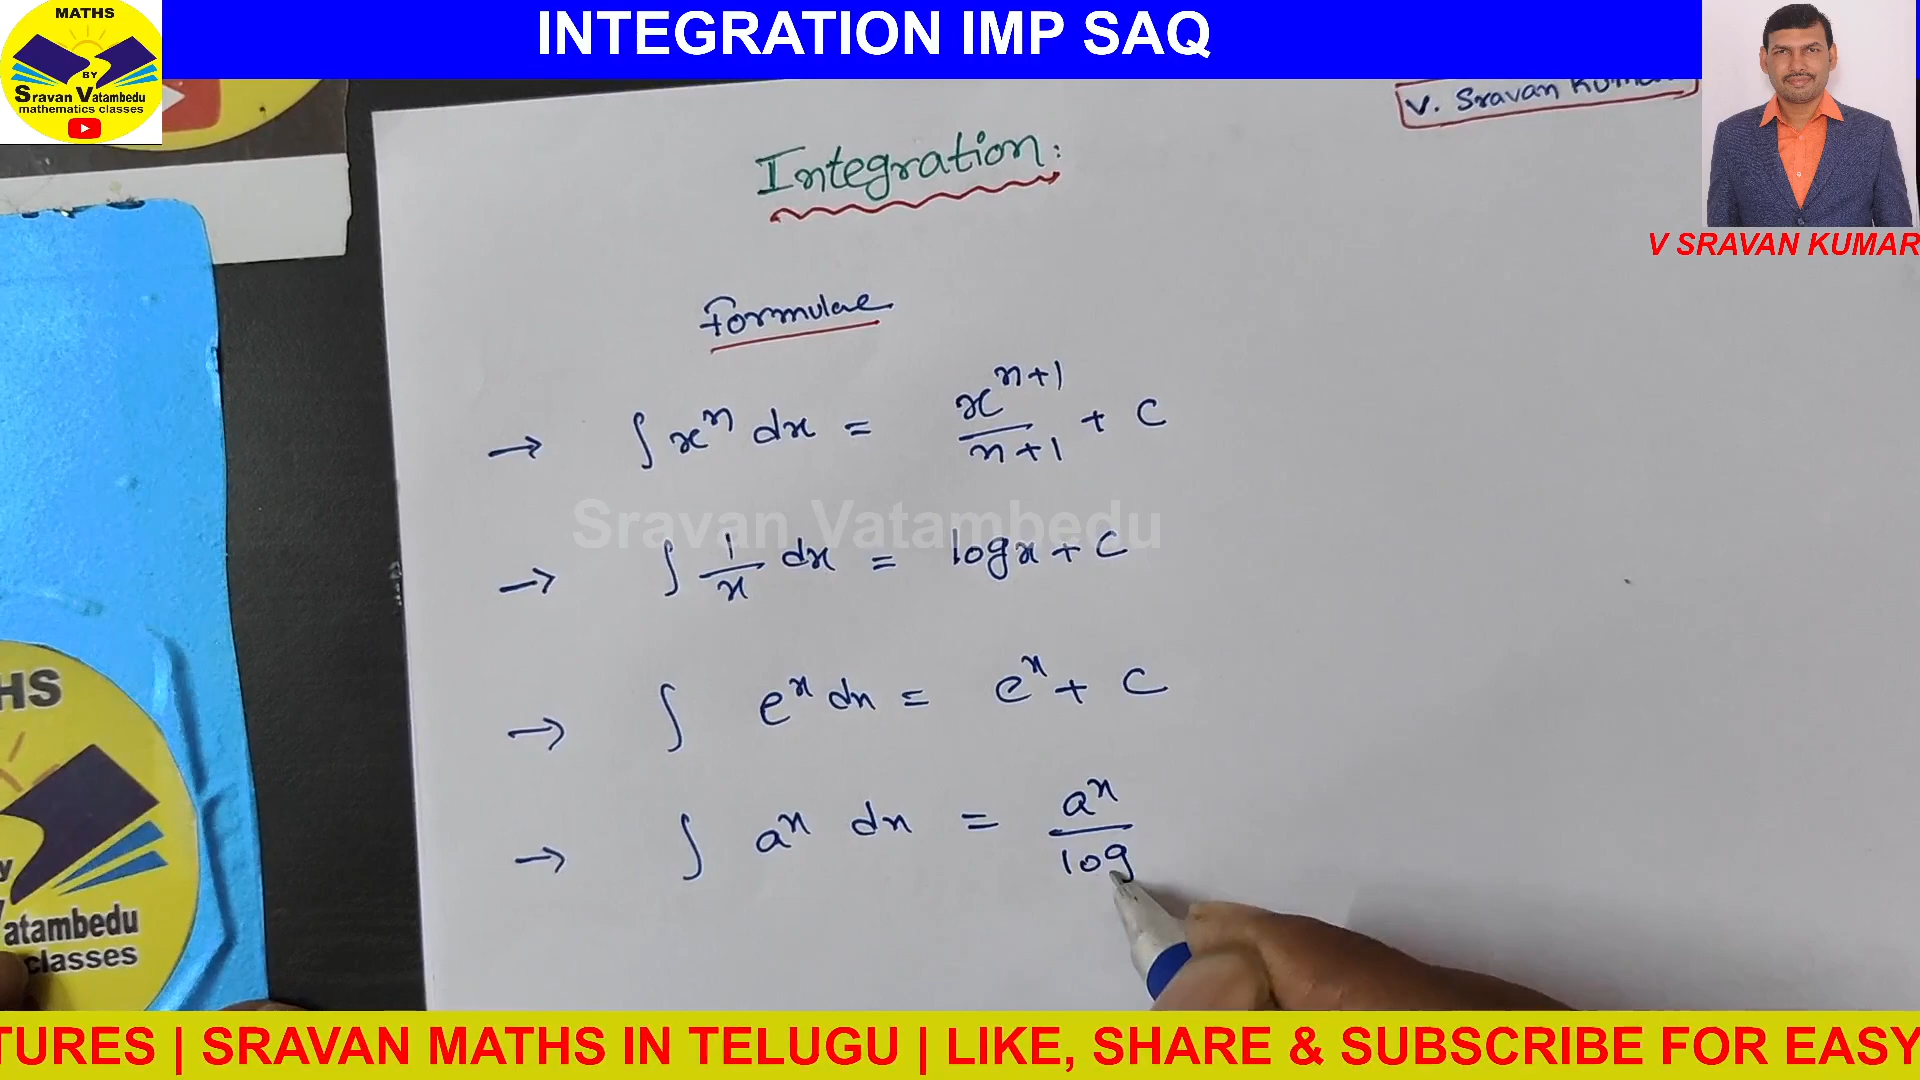 MATHS
BY
Sravan Vatambedu
mathematics classes
INTEGRATION IMP SAQ
V. Sravan Kumar
V SRAVAN KUMAR
Integration:
Formulae
→ ∫ xⁿ dx = xⁿ⁺¹/n+1 + C
Sravan Vatambedu
→ ∫ 1/x dx = log x + C
→ ∫ eˣ dx = eˣ + C
→ ∫ aˣ dx = aˣ/log
HS
atambedu
classes
TURES | SRAVAN MATHS IN TELUGU | LIKE, SHARE & SUBSCRIBE FOR EASY